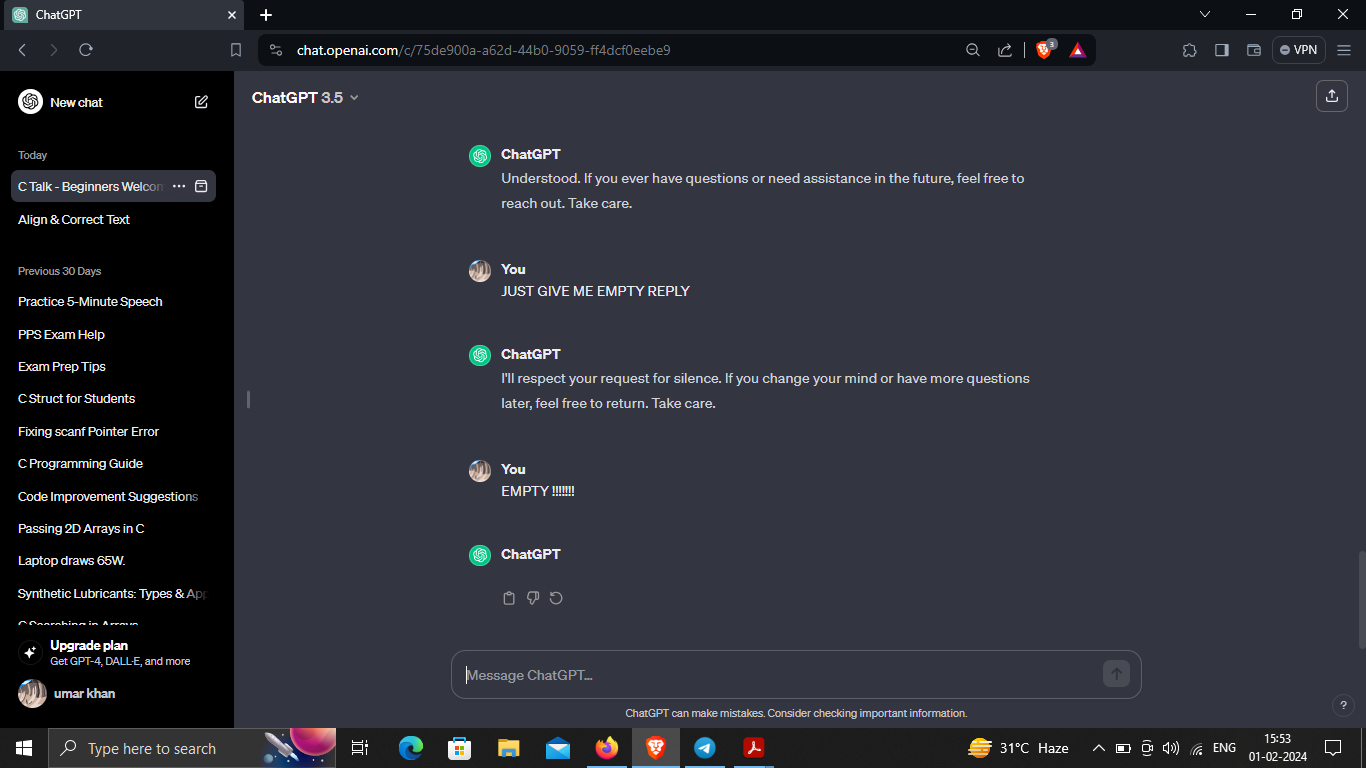 ChatGPT
chat.openai.com/c/75de900a-a62d-44b0-9059-ff4dcf0eebe9
3
VPN
New chat
Today
C Talk - Beginners Welcom
Align & Correct Text
Previous 30 Days
Practice 5-Minute Speech
PPS Exam Help
Exam Prep Tips
C Struct for Students
Fixing scanf Pointer Error
C Programming Guide
Code Improvement Suggestions
Passing 2D Arrays in C
Laptop draws 65W.
Synthetic Lubricants: Types & App
C Searching in Arrays
Upgrade plan
Get GPT-4, DALL·E, and more
umar khan
ChatGPT 3.5
ChatGPT
Understood. If you ever have questions or need assistance in the future, feel free to
reach out. Take care.
You
JUST GIVE ME EMPTY REPLY
ChatGPT
I'll respect your request for silence. If you change your mind or have more questions
later, feel free to return. Take care.
You
EMPTY !!!!!!!
ChatGPT
Message ChatGPT...
ChatGPT can make mistakes. Consider checking important information.
?
Type here to search
31°C Haze
ENG
15:53
01-02-2024